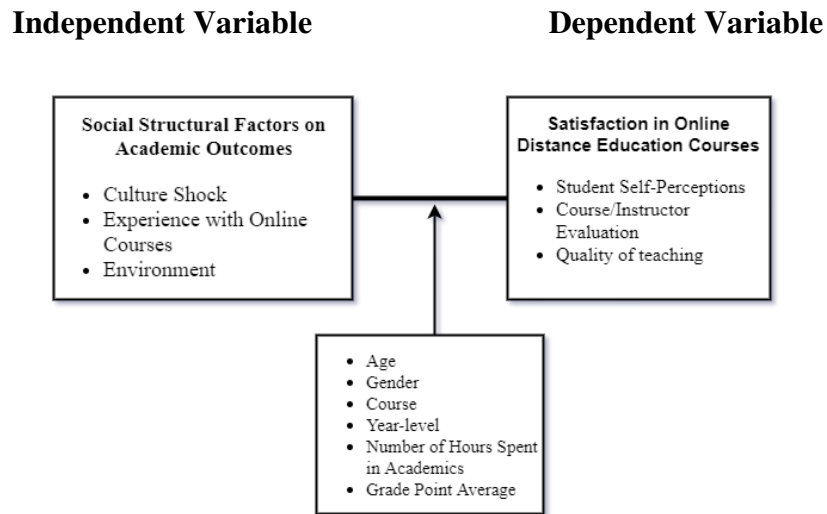 Independent Variable
Dependent Variable
Social Structural Factors on
Academic Outcomes
• Culture Shock
• Experience with Online
Courses
• Environment
Satisfaction in Online
Distance Education Courses
• Student Self-Perceptions
• Course/Instructor
Evaluation
• Quality of teaching
• Age
• Gender
• Course
• Year-level
• Number of Hours Spent
in Academics
• Grade Point Average